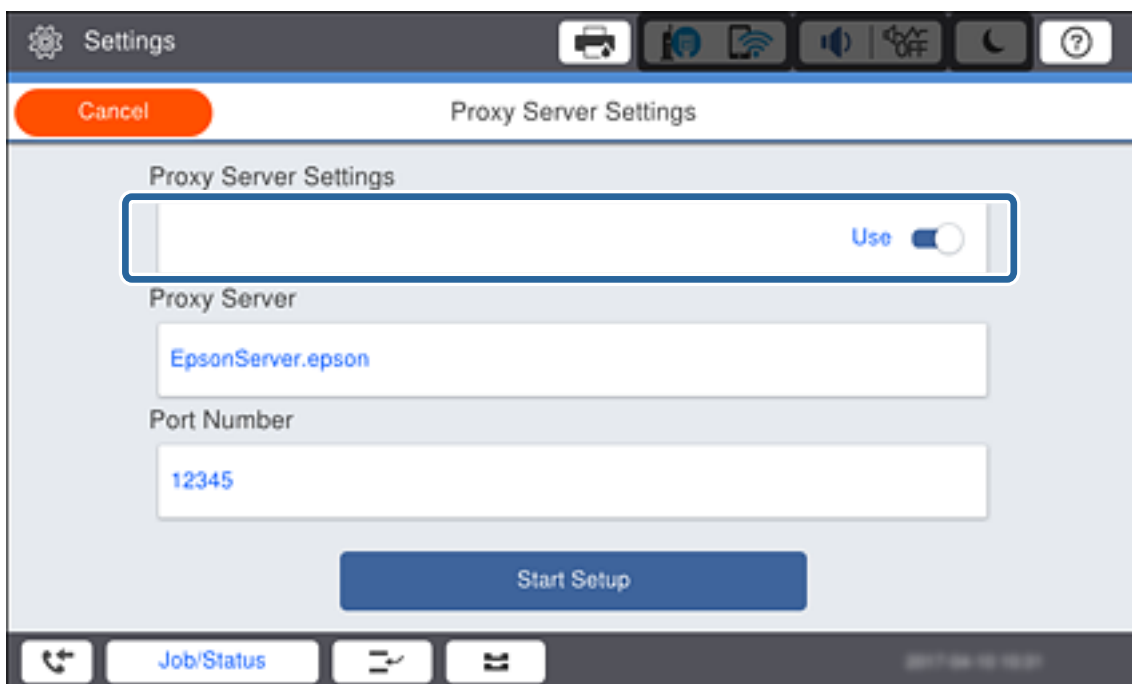 Settings
OFF
Cancel
Proxy Server Settings
Proxy Server Settings
Use
Proxy Server
EpsonServer.epson
Port Number
12345
Start Setup
Job/Status